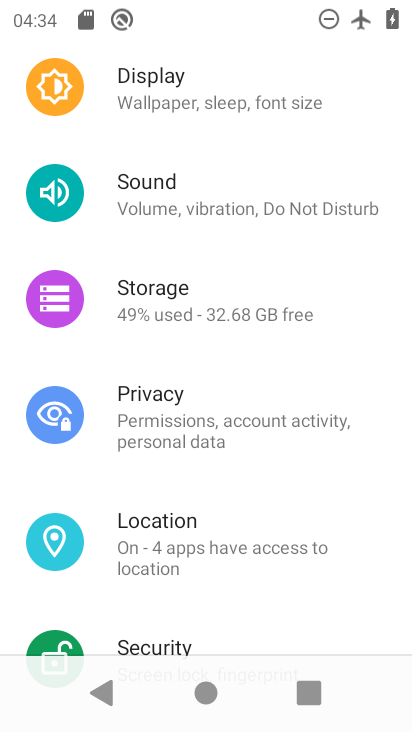 04:34
Display
Wallpaper, sleep, font size
Sound
Volume, vibration, Do Not Disturb
Storage
49% used - 32.68 GB free
Privacy
Permissions, account activity,
personal data
Location
On - 4 apps have access to
location
Security
Screen lock, fingerprint